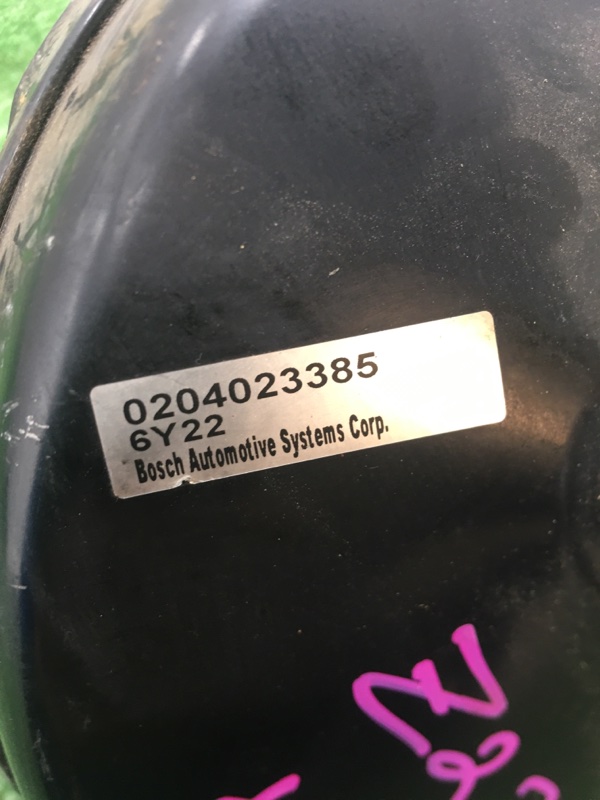 0204023385
6Y22
Bosch Automotive Systems Corp.